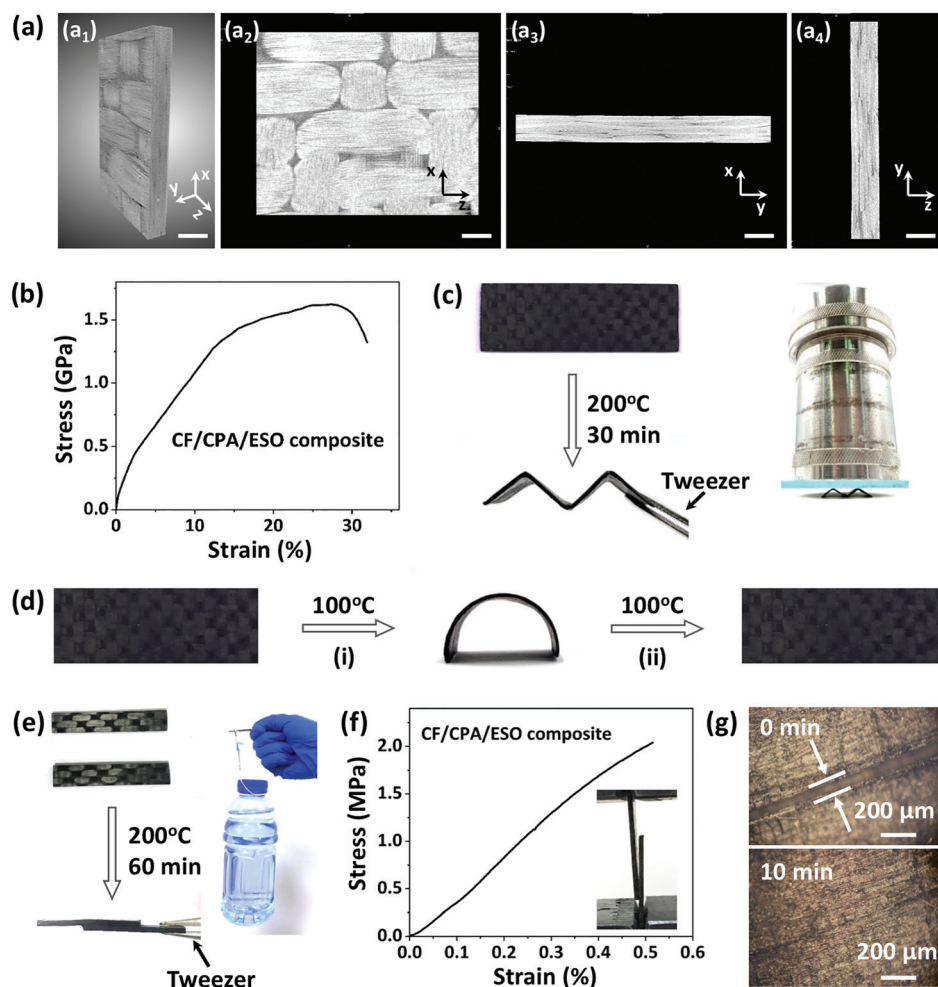 (a)
(a1)
(a2)
(a3)
(a4)
y
x
z
x
z
x
y
y
z
(b)
Stress (GPa)
1.5
1.0
0.5
0.0
CF/CPA/ESO composite
0
10
20
30
Strain (%)
(c)
200°C
30 min
Tweezer
(d)
100°C
(i)
100°C
(ii)
(e)
200°C
60 min
Tweezer
(f)
Stress (MPa)
2.0
1.5
1.0
0.5
0.0
CF/CPA/ESO composite
0.0
0.1
0.2
0.3
0.4
0.5
0.6
Strain (%)
(g)
0 min
200 μm
10 min
200 μm